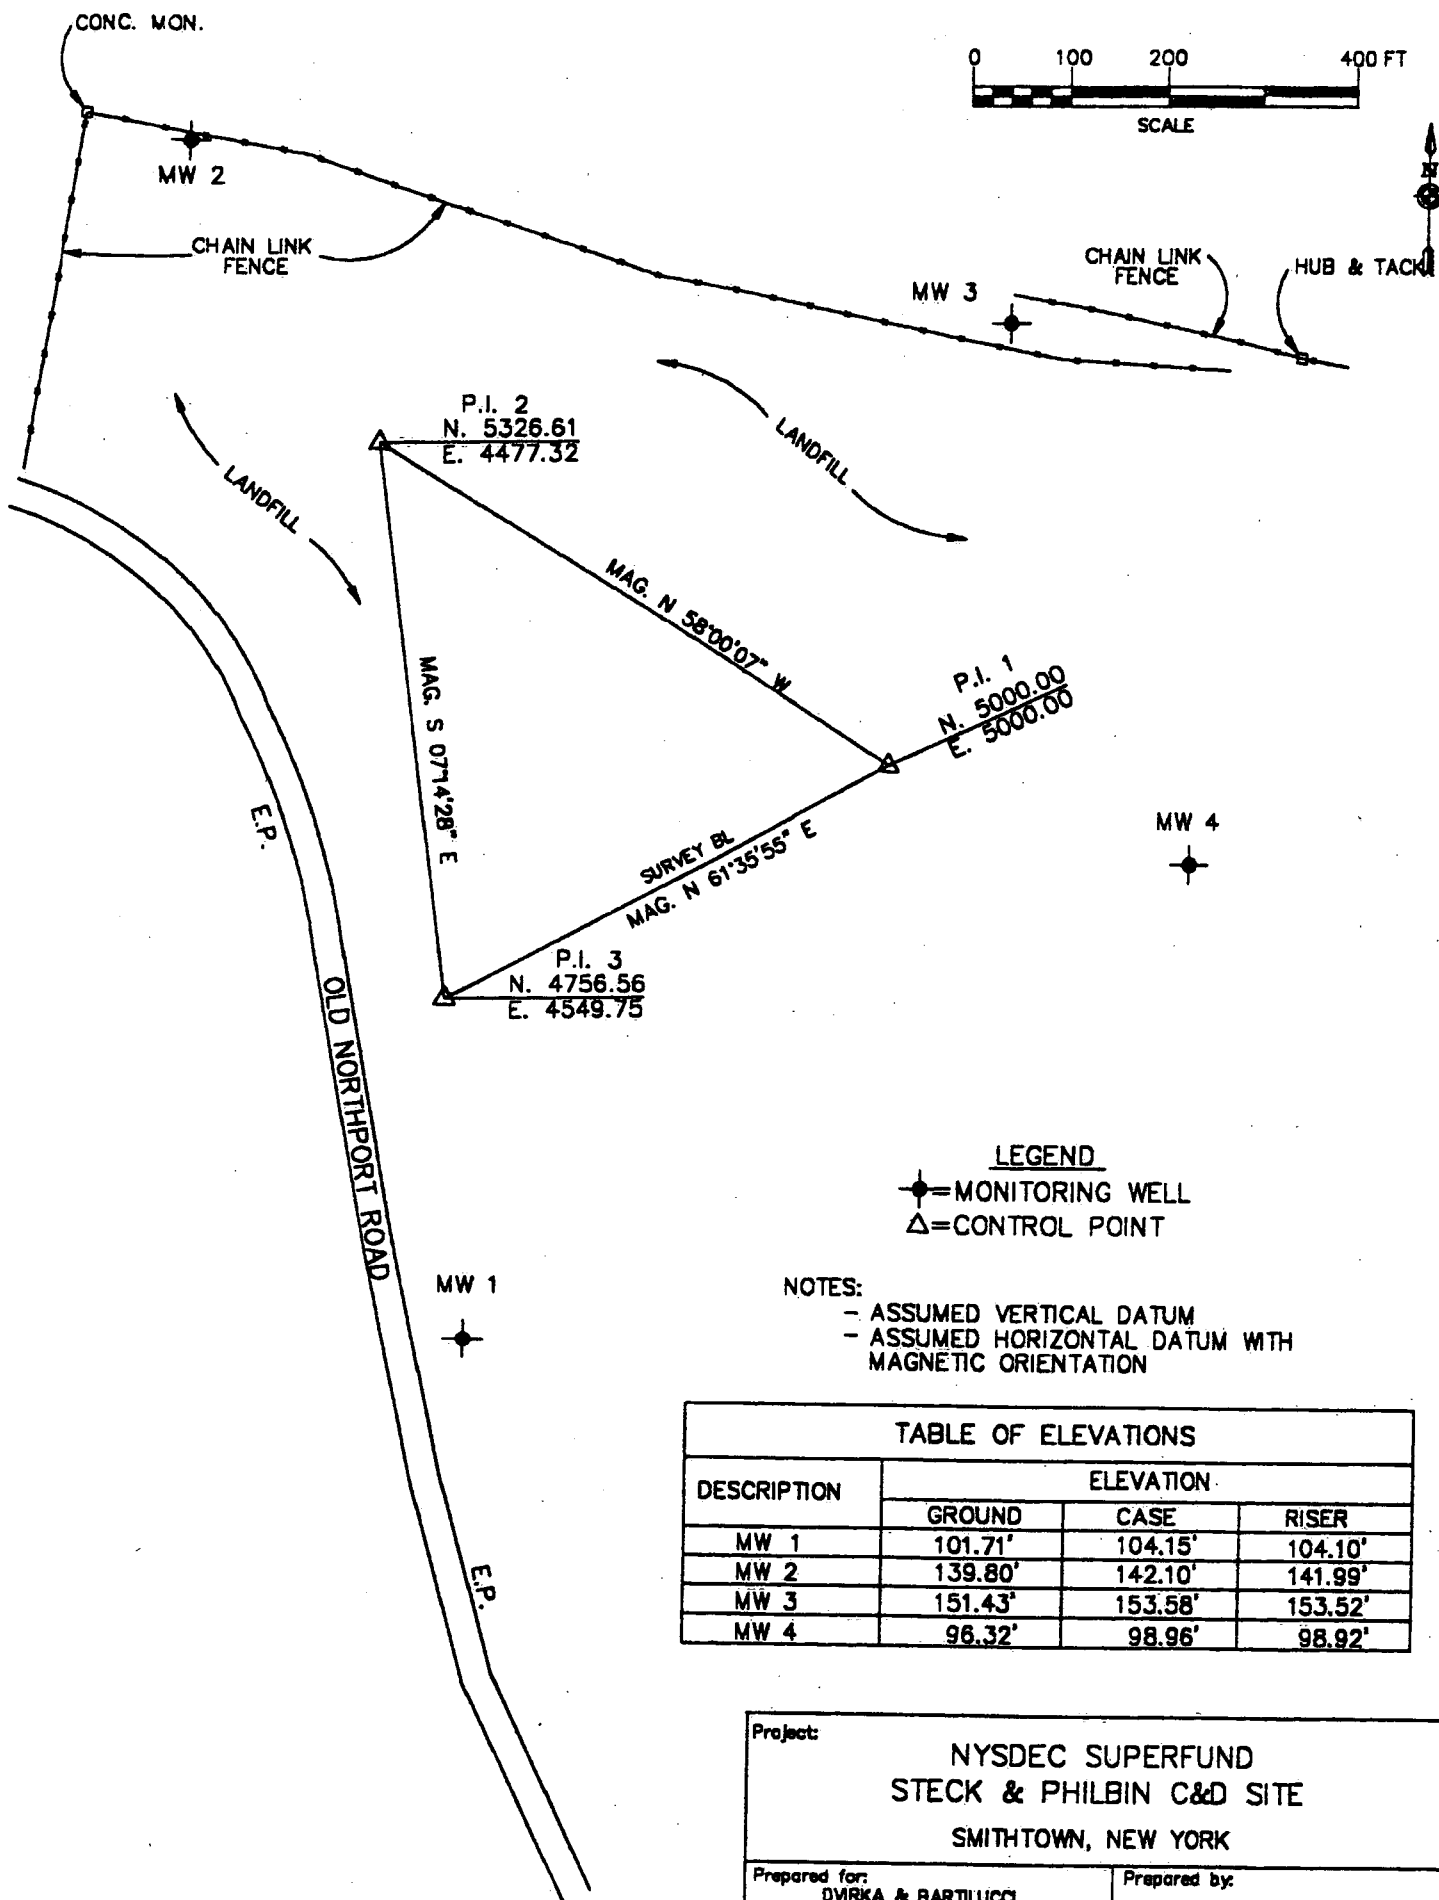 CONC. MON.
0 100 200 400 FT
SCALE
N
MW 2
CHAIN LINK
FENCE
CHAIN LINK
FENCE
HUB & TACK
MW 3
P.I. 2
N. 5326.61
E. 4477.32
LANDFILL
LANDFILL
MAG. N 58°00'07" W
MAG. S 07°14'28" E
P.I. 1
N. 5000.00
E. 5000.00
E.P.
MW 4
SURVEY BL
MAG. N 61°35'55" E
P.I. 3
N. 4756.56
E. 4549.75
OLD NORTHPORT ROAD
LEGEND
=MONITORING WELL
=CONTROL POINT
MW 1
NOTES:
- ASSUMED VERTICAL DATUM
- ASSUMED HORIZONTAL DATUM WITH
MAGNETIC ORIENTATION
TABLE OF ELEVATIONS
DESCRIPTION ELEVATION
GROUND CASE RISER
MW 1 101.71' 104.15' 104.10'
MW 2 139.80' 142.10' 141.99'
MW 3 151.43' 153.58' 153.52'
MW 4 96.32' 98.96' 98.92'
E.P.
Project:
NYSDEC SUPERFUND
STECK & PHILBIN C&D SITE
SMITHTOWN, NEW YORK
Prepared for: Prepared by:
DVIRKA & BARTILUCCI